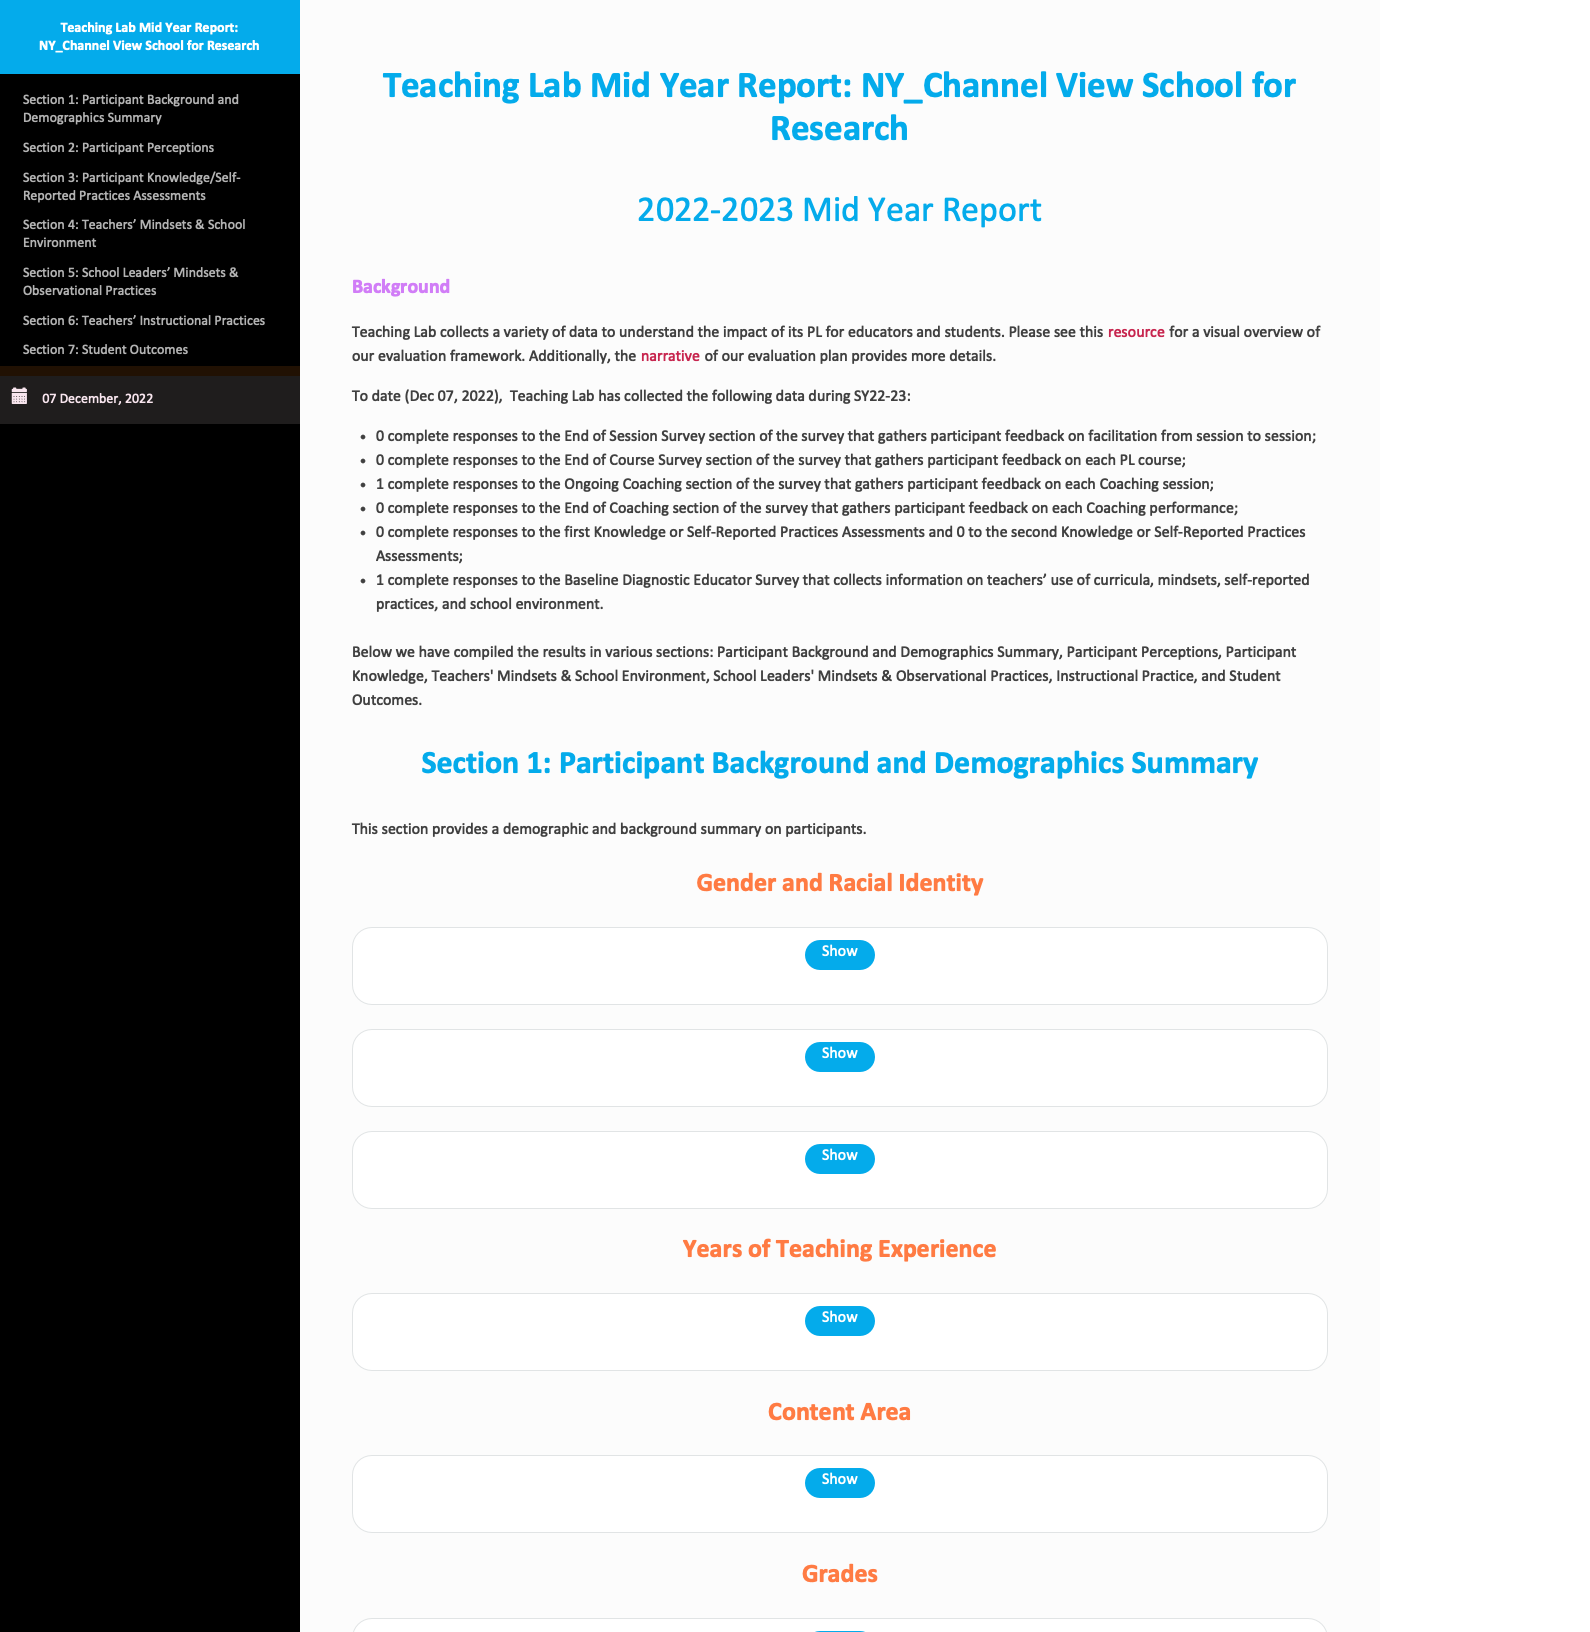 Teaching Lab Mid Year Report:
NY_Channel View School for Research
Section 1: Participant Background and
Demographics Summary
Section 2: Participant Perceptions
Section 3: Participant Knowledge/Self-
Reported Practices Assessments
Section 4: Teachers’ Mindsets & School
Environment
Section 5: School Leaders’ Mindsets &
Observational Practices
Section 6: Teachers’ Instructional Practices
Section 7: Student Outcomes
07 December, 2022
Teaching Lab Mid Year Report: NY_Channel View School for
Research
2022-2023 Mid Year Report
Background
Teaching Lab collects a variety of data to understand the impact of its PL for educators and students. Please see this resource for a visual overview of
our evaluation framework. Additionally, the narrative of our evaluation plan provides more details.
To date (Dec 07, 2022), Teaching Lab has collected the following data during SY22-23:
• 0 complete responses to the End of Session Survey section of the survey that gathers participant feedback on facilitation from session to session;
• 0 complete responses to the End of Course Survey section of the survey that gathers participant feedback on each PL course;
• 1 complete responses to the Ongoing Coaching section of the survey that gathers participant feedback on each Coaching session;
• 0 complete responses to the End of Coaching section of the survey that gathers participant feedback on each Coaching performance;
• 0 complete responses to the first Knowledge or Self-Reported Practices Assessments and 0 to the second Knowledge or Self-Reported Practices
Assessments;
• 1 complete responses to the Baseline Diagnostic Educator Survey that collects information on teachers’ use of curricula, mindsets, self-reported
practices, and school environment.
Below we have compiled the results in various sections: Participant Background and Demographics Summary, Participant Perceptions, Participant
Knowledge, Teachers' Mindsets & School Environment, School Leaders' Mindsets & Observational Practices, Instructional Practice, and Student
Outcomes.
Section 1: Participant Background and Demographics Summary
This section provides a demographic and background summary on participants.
Gender and Racial Identity
Show
Show
Show
Years of Teaching Experience
Show
Content Area
Show
Grades